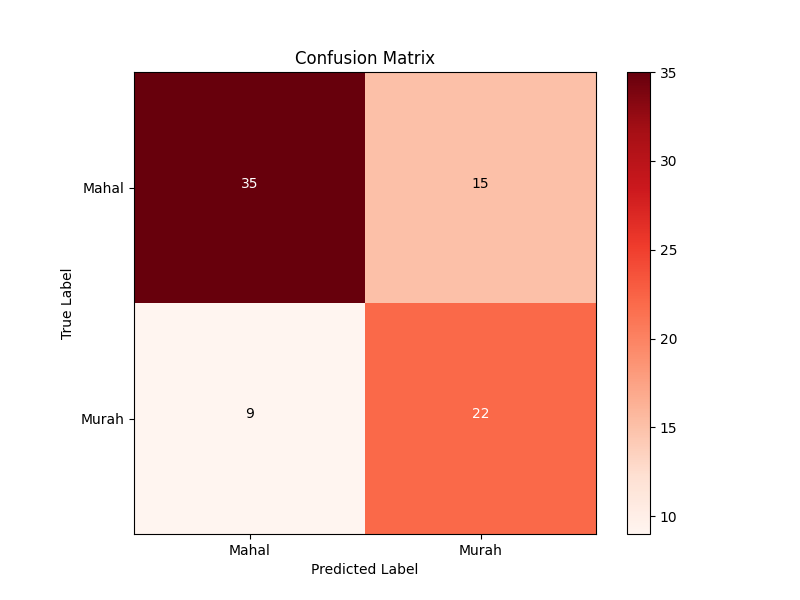 Confusion Matrix
Mahal
35
15
Murah
9
22
True Label
Mahal
Murah
Predicted Label
35
30
25
20
15
10